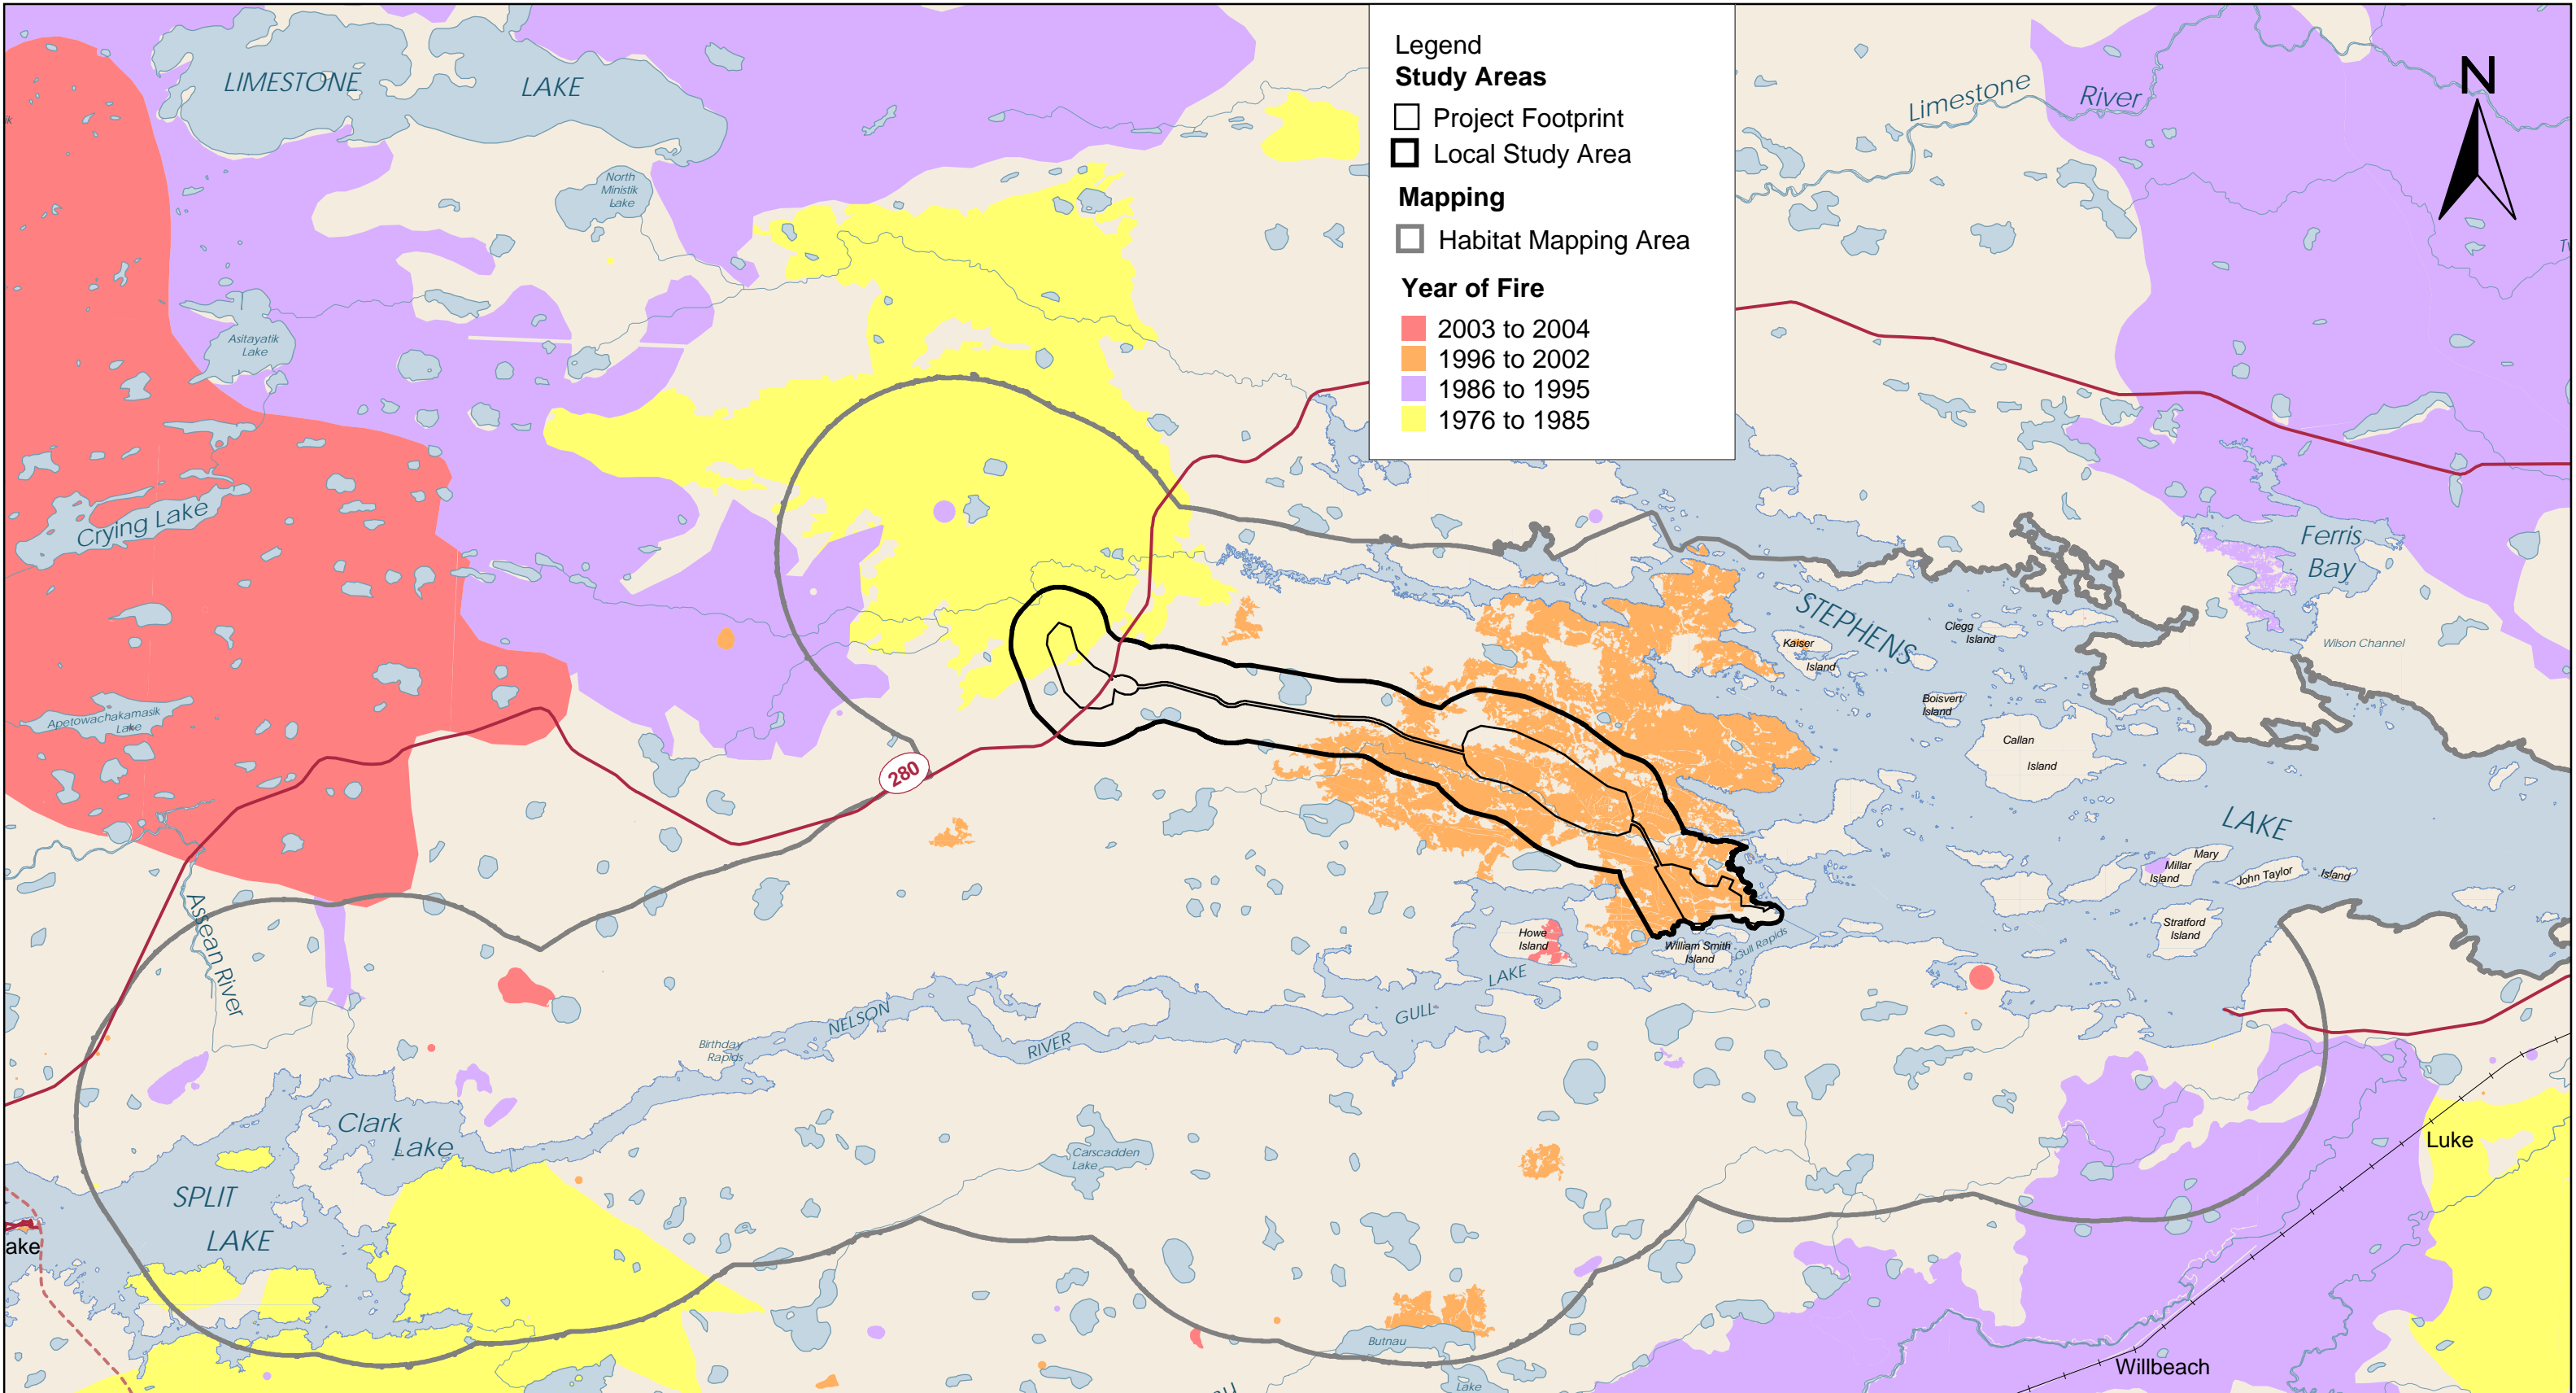 Legend
Study Areas
Project Footprint
Local Study Area
Mapping
Habitat Mapping Area
Year of Fire
2003 to 2004
1996 to 2002
1986 to 1995
1976 to 1985
N
LIMESTONE LAKE
Limestone River
North
Ministik
Lake
Asitayatik
Lake
Crying Lake
Ferris
Bay
STEPHENS
Clegg
Island
Kaiser
Island
Wilson Channel
Boisvert
Island
Apetowachakamasik
Lake
Callan
Island
280
LAKE
Mary
Millar
Island
John Taylor
Island
Stratford
Island
Assean River
Howe
Island
William Smith
Island
Gull Rapids
GULL LAKE
NELSON RIVER
Birthday
Rapids
Clark
Lake
Carscadden
Lake
Luke
SPLIT
LAKE
ake
Butnau
Lake
Willbeach